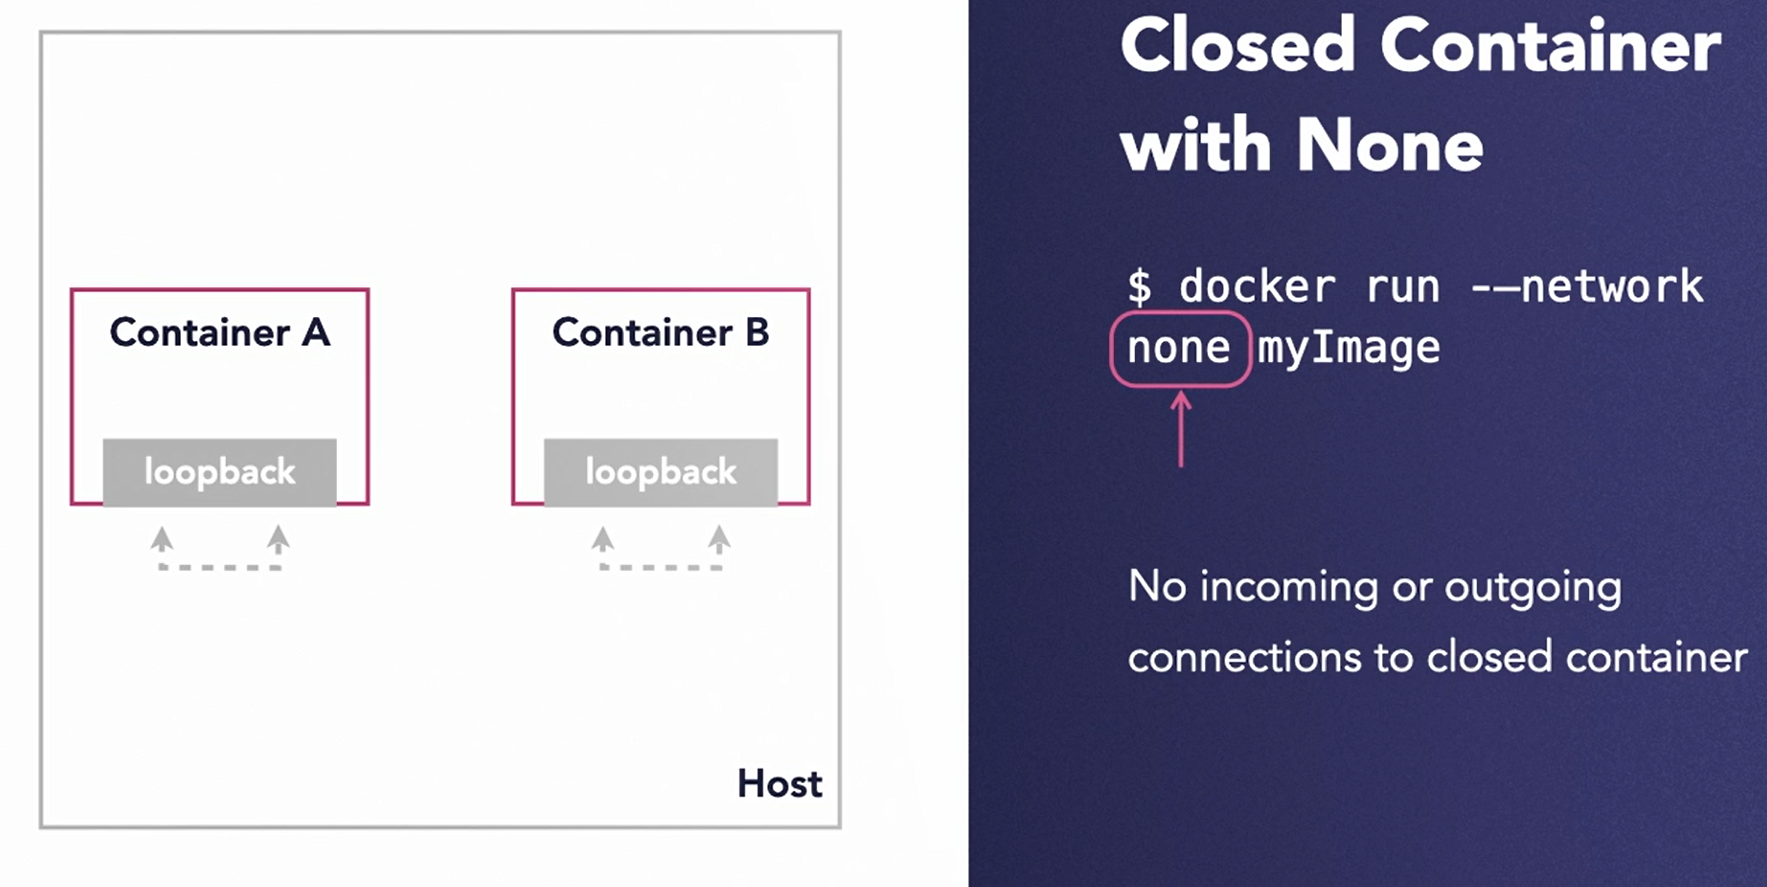 Container A
loopback
Container B
loopback
Host
Closed Container
with None
$ docker run --network
none myImage
No incoming or outgoing
connections to closed container